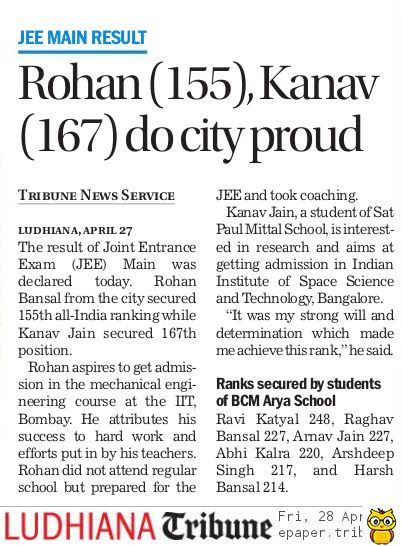 JEE MAIN RESULT
Rohan (155), Kanav
(167) do city proud
TRIBUNE NEWS SERVICE
LUDHIANA, APRIL 27
The result of Joint Entrance
Exam (JEE) Main was
declared today. Rohan
Bansal from the city secured
155th all-India ranking while
Kanav Jain secured 167th
position.
Rohan aspires to get admis-
sion in the mechanical engi-
neering course at the IIT,
Bombay. He attributes his
success to hard work and
efforts put in by his teachers.
Rohan did not attend regular
school but prepared for the
JEE and took coaching.
Kanav Jain, a student of Sat
Paul Mittal School, is interest-
ed in research and aims at
getting admission in Indian
Institute of Space Science
and Technology, Bangalore.
"It was my strong will and
determination which made
me achieve this rank," he said.
Ranks secured by students
of BCM Arya School
Ravi Katyal 248, Raghav
Bansal 227, Arnav Jain 227,
Abhi Kalra 220, Arshdeep
Singh 217, and Harsh
Bansal 214.
LUDHIANA Tribune
Fri, 28 Apr
epaper.trib